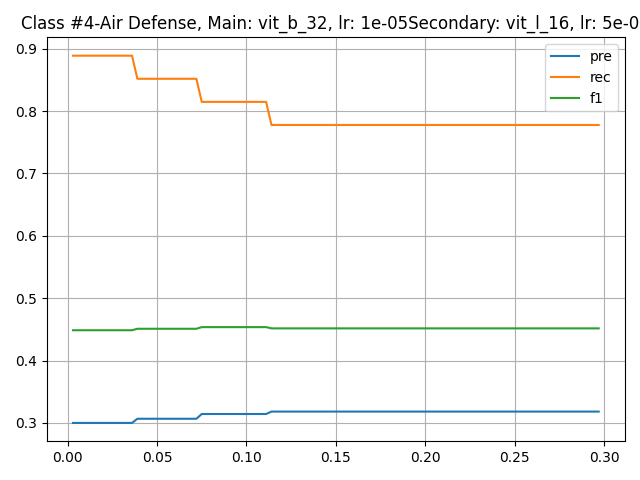 Class #4-Air Defense, Main: vit_b_32, lr: 1e-05Secondary: vit_l_16, lr: 5e-0
0.9
0.8
0.7
0.6
0.5
0.4
0.3
pre
rec
f1
0.00 0.05 0.10 0.15 0.20 0.25 0.30